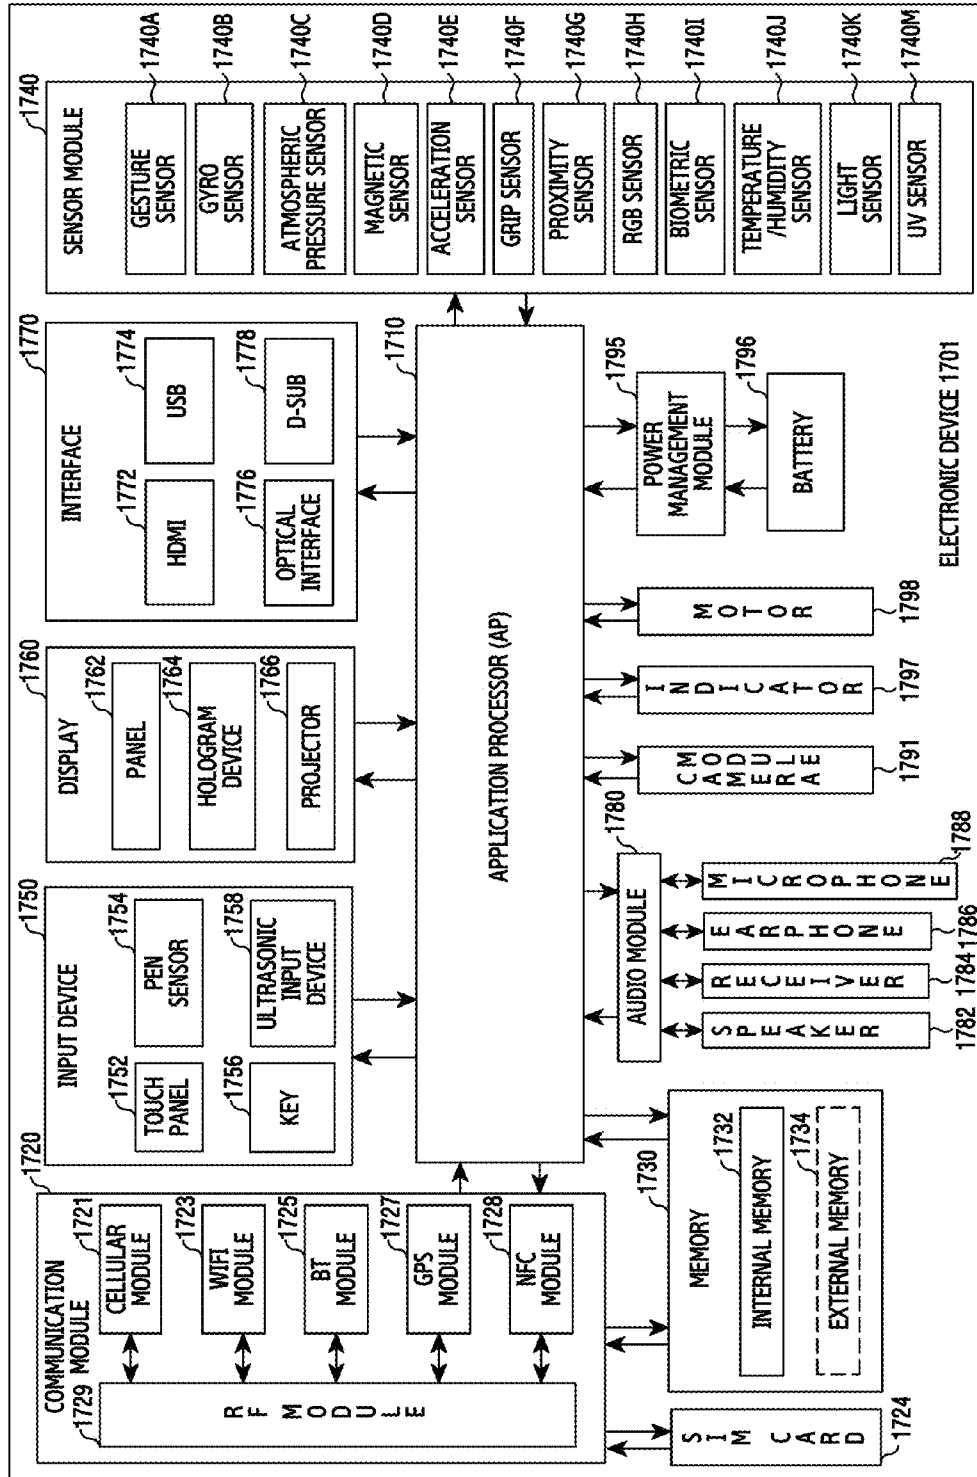 COMMUNICATION
MODULE
1720
1729
RF MODULE
1721
CELLULAR
MODULE
1723
WIFI
MODULE
1725
BT
MODULE
1727
GPS
MODULE
1728
NFC
MODULE
INPUT DEVICE
1750
1752
TOUCH
PANEL
1754
PEN
SENSOR
1756
KEY
1758
ULTRASONIC
INPUT
DEVICE
DISPLAY
1760
1762
PANEL
1764
HOLOGRAM
DEVICE
1766
PROJECTOR
INTERFACE
1770
1772
HDMI
1774
USB
1776
OPTICAL
INTERFACE
1778
D-SUB
1740
SENSOR MODULE
GESTURE
SENSOR
1740A
GYRO
SENSOR
1740B
ATMOSPHERIC
PRESSURE SENSOR
1740C
MAGNETIC
SENSOR
1740D
ACCELERATION
SENSOR
1740E
GRIP SENSOR
1740F
PROXIMITY
SENSOR
1740G
RGB SENSOR
1740H
BIOMETRIC
SENSOR
1740I
TEMPERATURE
/HUMIDITY
SENSOR
1740J
LIGHT
SENSOR
1740K
UV SENSOR
1740M
1710
APPLICATION PROCESSOR (AP)
SIM CARD
1724
1730
MEMORY
1732
INTERNAL MEMORY
1734
EXTERNAL MEMORY
1780
AUDIO MODULE
SPEAKER
1782
RECEIVER
1784
EARPHONE
1786
MICROPHONE
1788
CAMERA
MODULE
1791
INDICATOR
1797
MOTOR
1798
1795
POWER
MANAGEMENT
MODULE
1796
BATTERY
ELECTRONIC DEVICE 1701